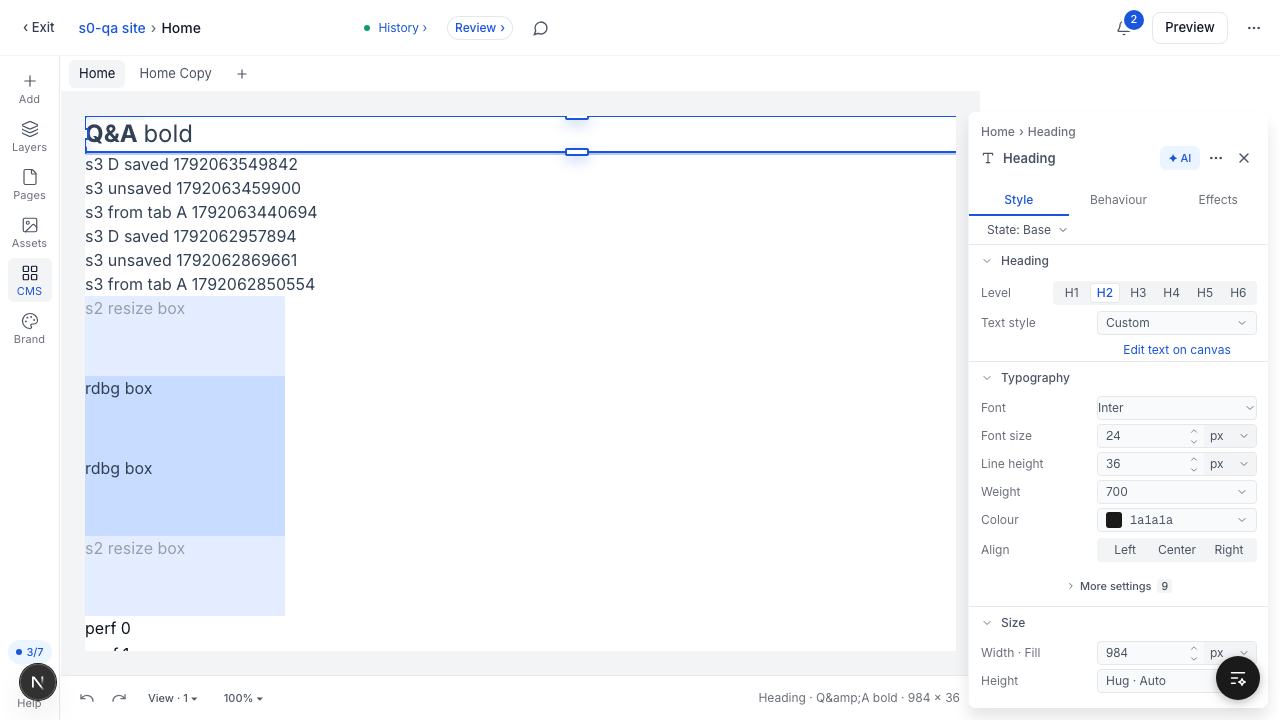 ‹ Exit
s0-qa site › Home
History ›
Review ›
2
Preview
Add
Layers
Pages
Assets
CMS
Brand
3/7
N
Help
Home
Home Copy
Q&A bold
s3 D saved 1792063549842
s3 unsaved 1792063459900
s3 from tab A 1792063440694
s3 D saved 1792062957894
s3 unsaved 1792062869661
s3 from tab A 1792062850554
s2 resize box
rdbg box
rdbg box
s2 resize box
perf 0
View · 1
100%
Heading · Q&amp;A bold · 984 × 36
Home › Heading
Heading
AI
Style
Behaviour
Effects
State: Base
Heading
Level
H1 H2 H3 H4 H5 H6
Text style
Custom
Edit text on canvas
Typography
Font
Inter
Font size
24
px
Line height
36
px
Weight
700
Colour
1a1a1a
Align
Left Center Right
More settings 9
Size
Width · Fill
984
px
Height
Hug · Auto